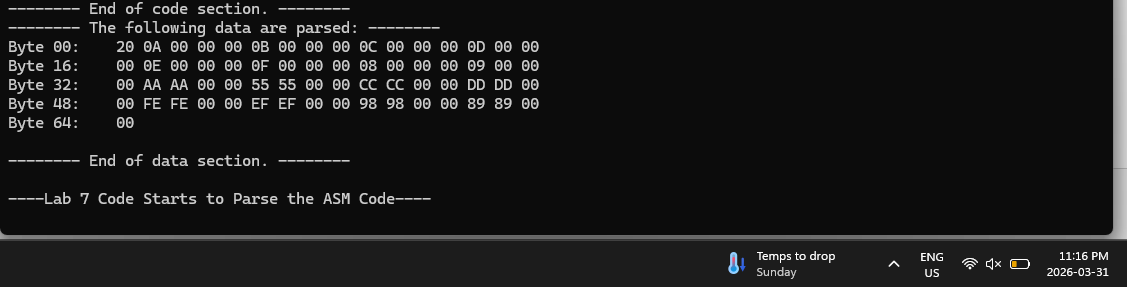 -------- End of code section. --------
-------- The following data are parsed: --------
Byte 00:    20 0A 00 00 00 0B 00 00 00 0C 00 00 00 0D 00 00
Byte 16:    00 0E 00 00 00 0F 00 00 00 08 00 00 00 09 00 00
Byte 32:    00 AA AA 00 00 55 55 00 00 CC CC 00 00 DD DD 00
Byte 48:    00 FE FE 00 00 EF EF 00 00 98 98 00 00 89 89 00
Byte 64:    00
-------- End of data section. --------
----Lab 7 Code Starts to Parse the ASM Code----
Temps to drop
Sunday
ENG
US
11:16 PM
2026-03-31